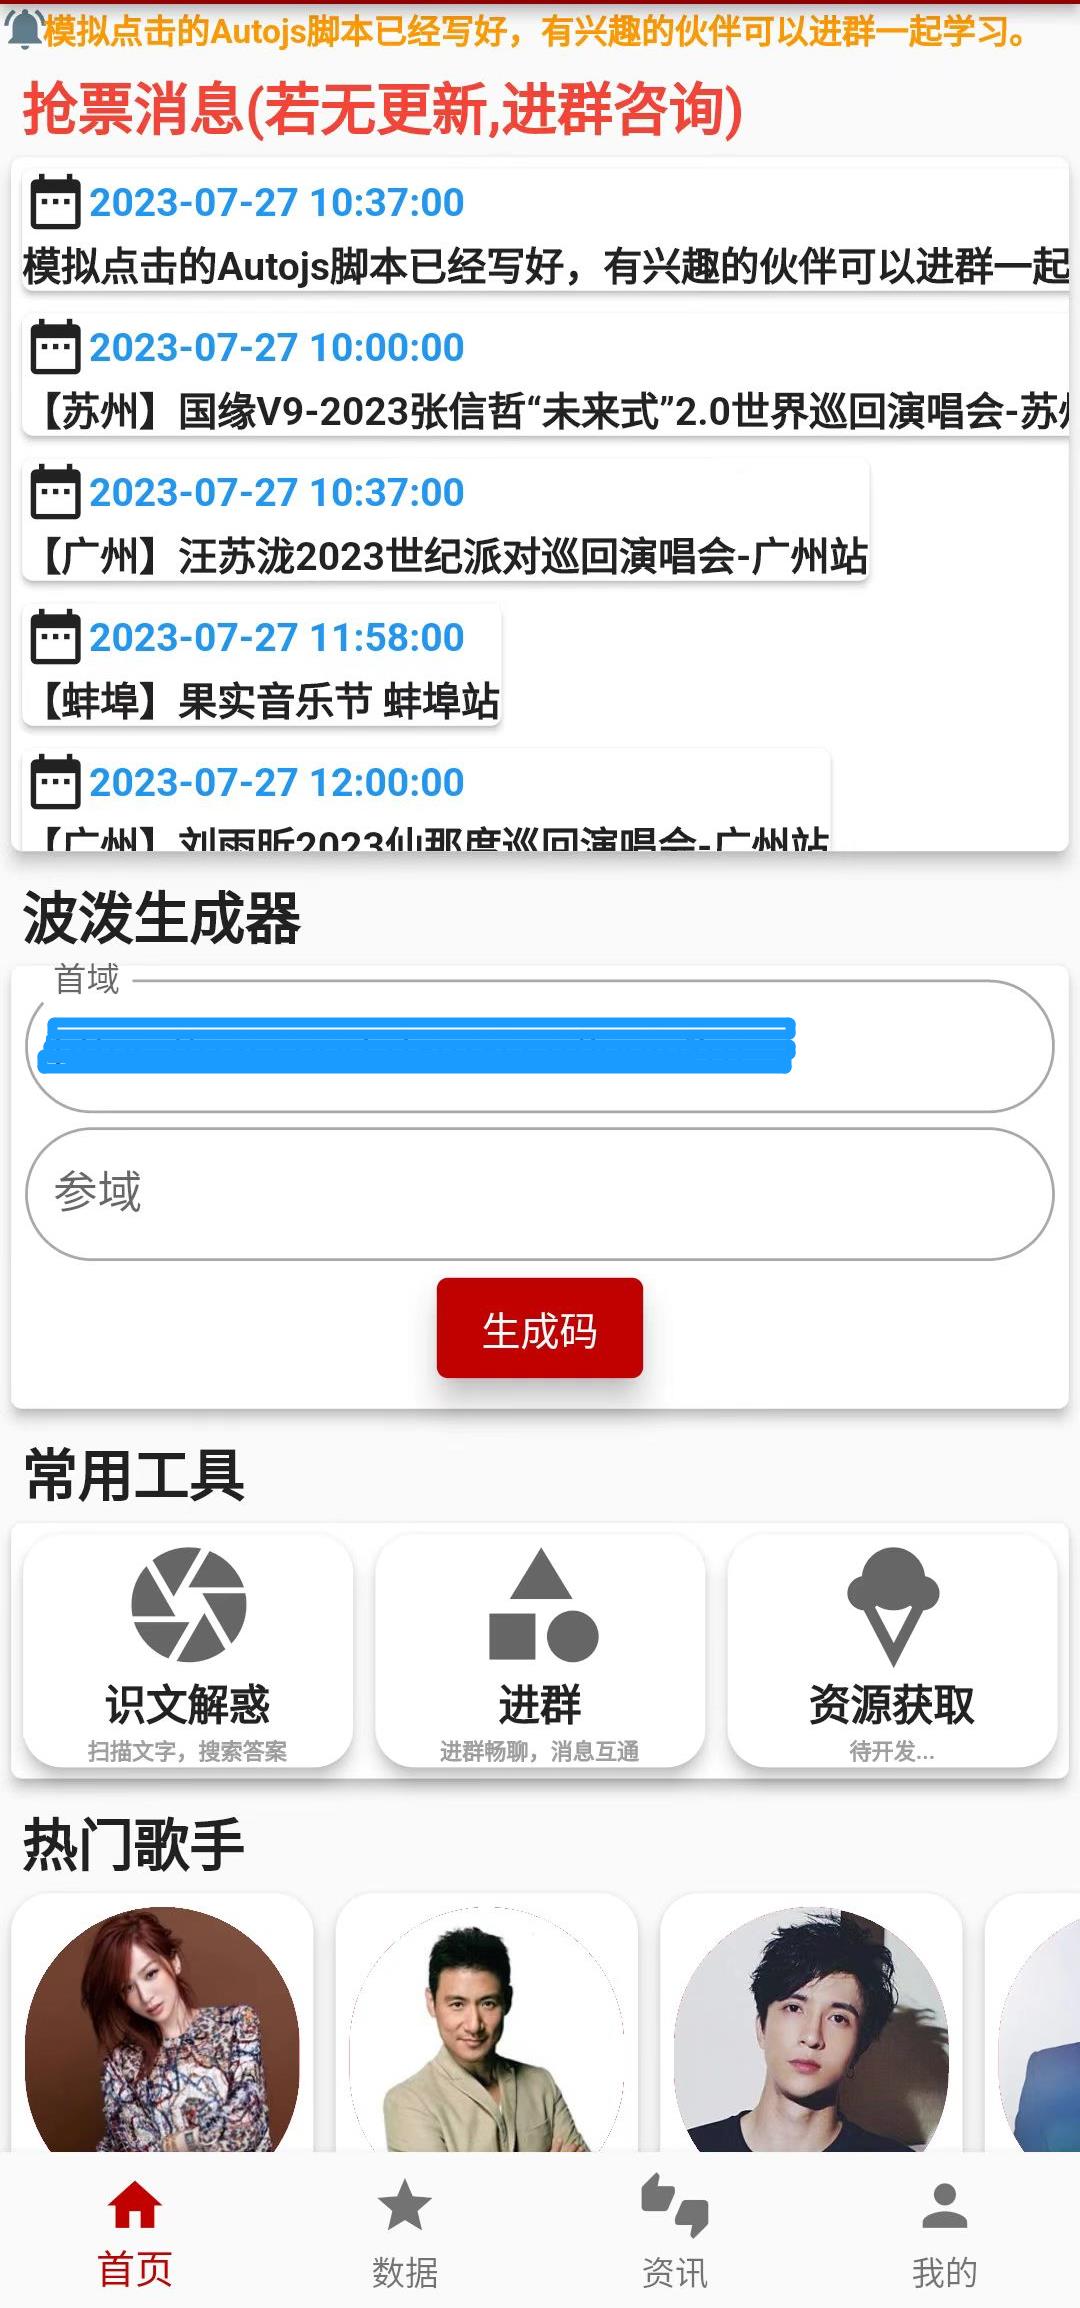 模拟点击的Autojs脚本已经写好，有兴趣的伙伴可以进群一起学习。
抢票消息(若无更新,进群咨询)
2023-07-27 10:37:00
模拟点击的Autojs脚本已经写好，有兴趣的伙伴可以进群一起
2023-07-27 10:00:00
【苏州】国缘V9-2023张信哲“未来式”2.0世界巡回演唱会-苏州
2023-07-27 10:37:00
【广州】汪苏泷2023世纪派对巡回演唱会-广州站
2023-07-27 11:58:00
【蚌埠】果实音乐节 蚌埠站
2023-07-27 12:00:00
【广州】刘雨昕2023仙那度巡回演唱会-广州站
波泼生成器
首域
参域
生成码
常用工具
识文解惑 进群 资源获取
扫描文字，搜索答案 进群畅聊，消息互通 待开发...
热门歌手
首页 数据 资讯 我的